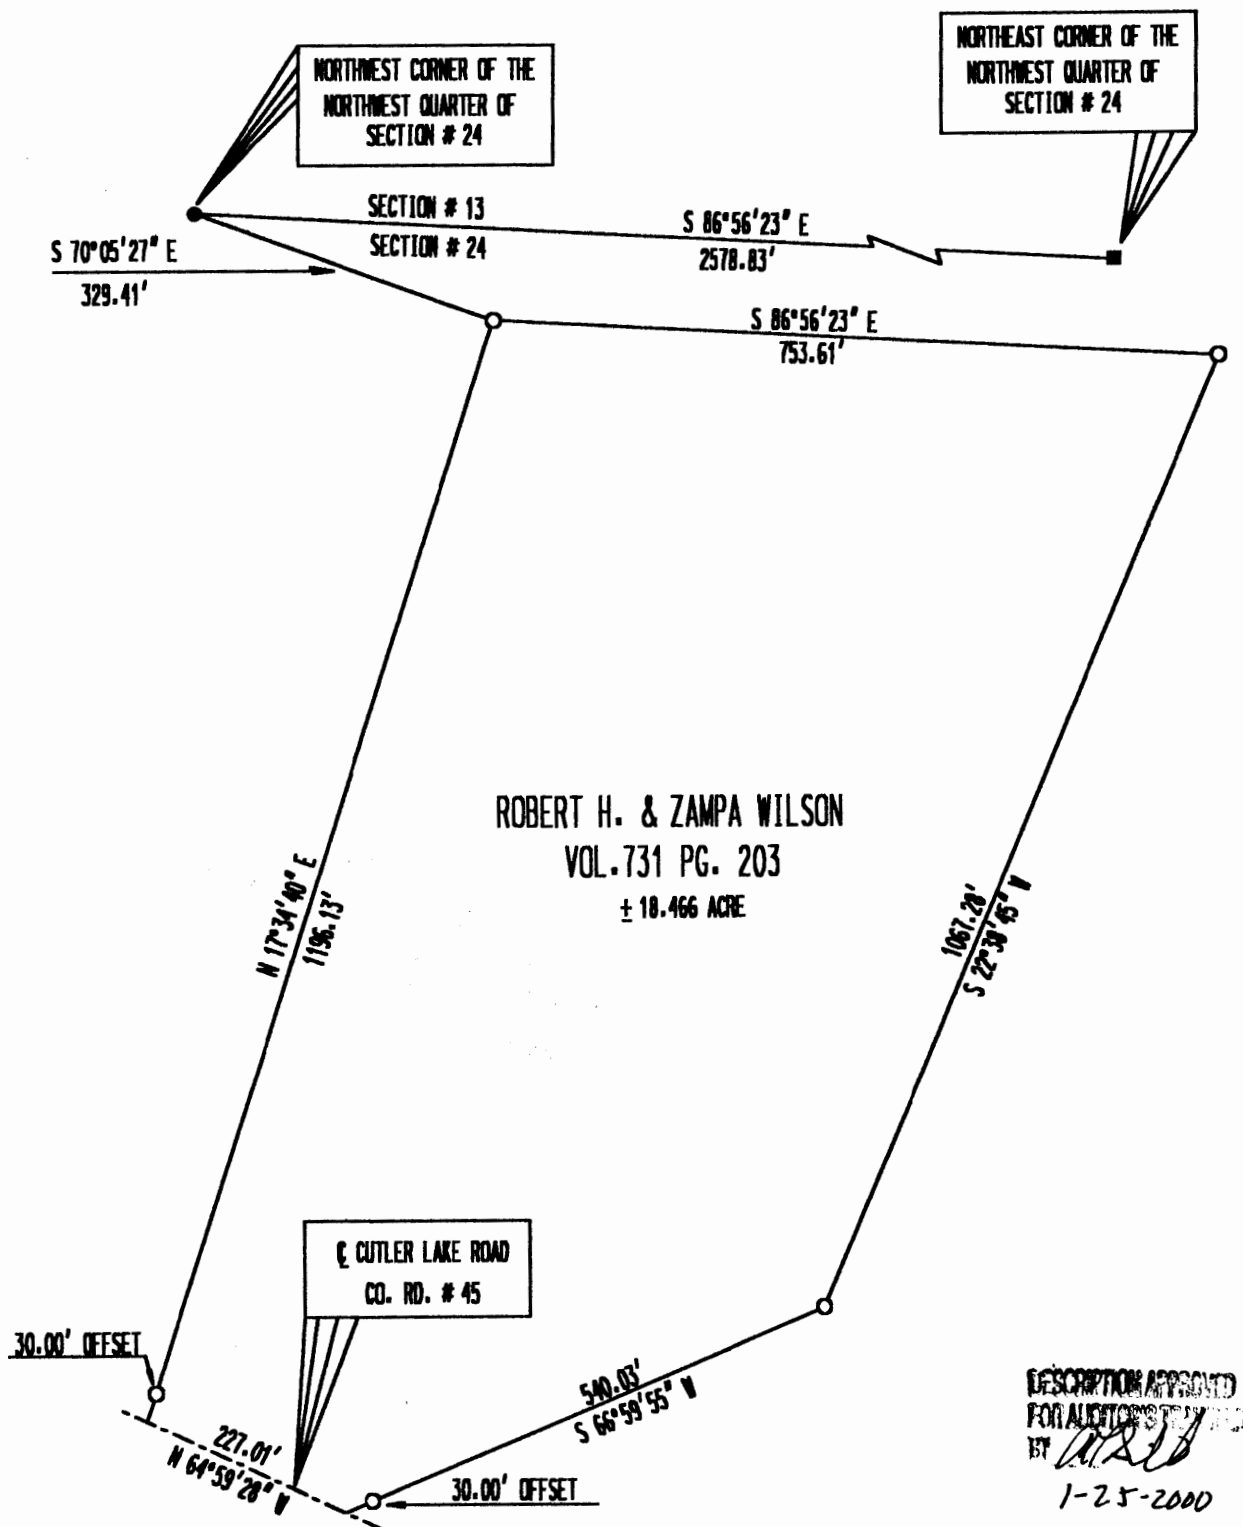 NORTHWEST CORNER OF THE
NORTHWEST QUARTER OF
SECTION # 24
NORTHEAST CORNER OF THE
NORTHWEST QUARTER OF
SECTION # 24
SECTION # 13
SECTION # 24
S 86°56'23" E
2578.83'
S 70°05'27" E
329.41'
S 86°56'23" E
753.61'
ROBERT H. & ZAMPA WILSON
VOL.731 PG. 203
± 18.466 ACRE
N 17°34'40" E
1196.13'
1067.28'
S 22°38'45" W
℄ CUTLER LAKE ROAD
CO. RD. # 45
30.00' OFFSET
227.01'
N 64°59'28" W
540.03'
S 66°59'55" W
30.00' OFFSET
DESCRIPTION APPROVED
FOR AUDITOR'S
BY
1-25-2000